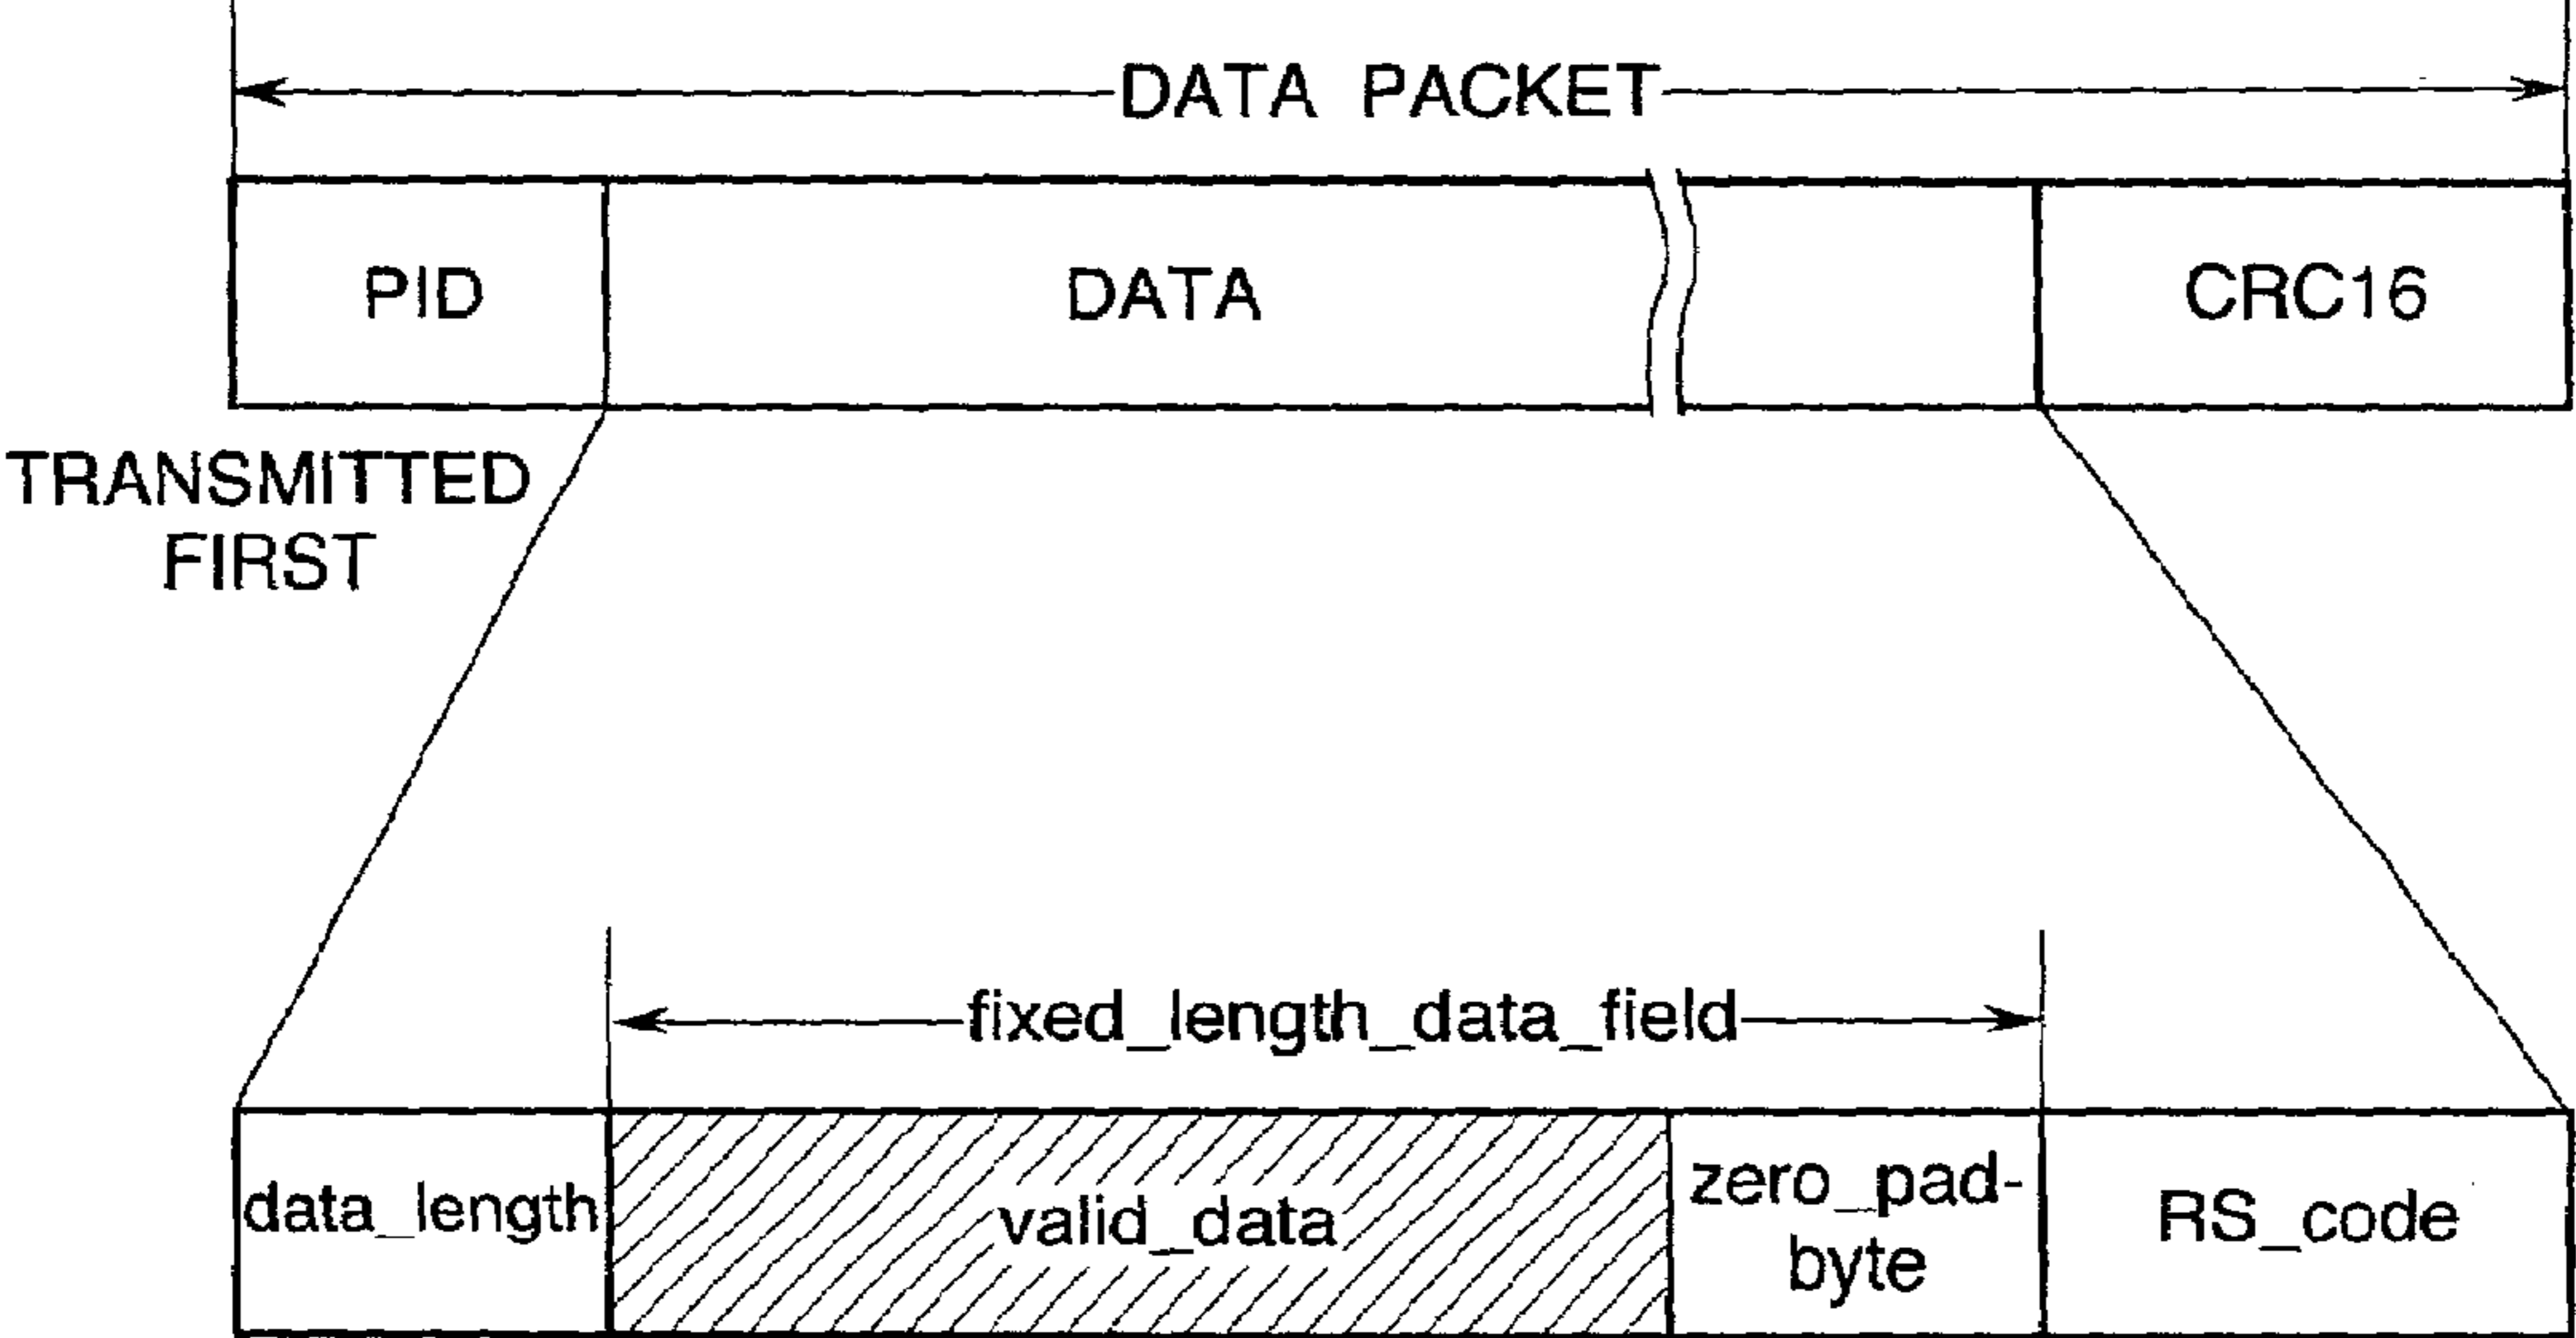 DATA PACKET
PID
DATA
CRC16
TRANSMITTED
FIRST
fixed_length_data_field
data_length
valid_data
zero_pad-
byte
RS_code